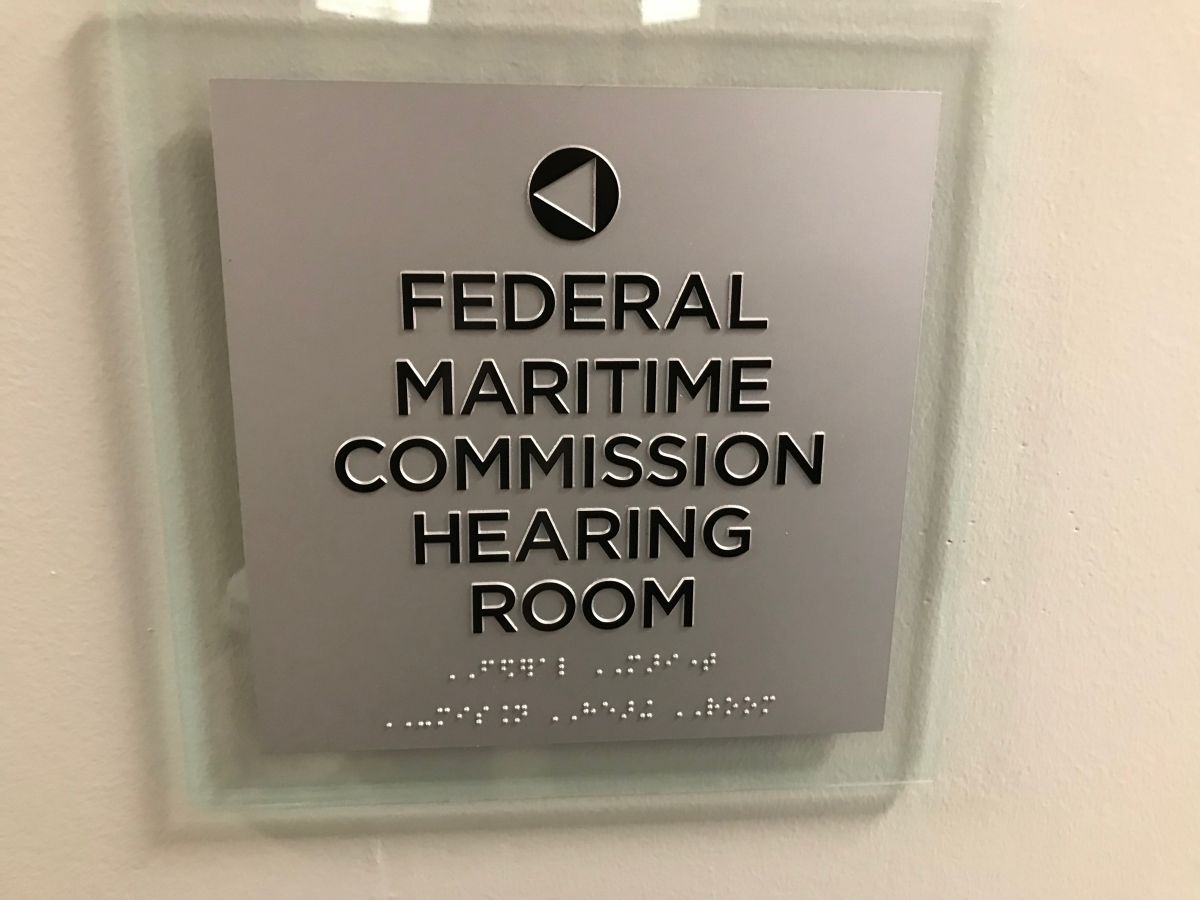 FEDERAL
MARITIME
COMMISSION
HEARING
ROOM